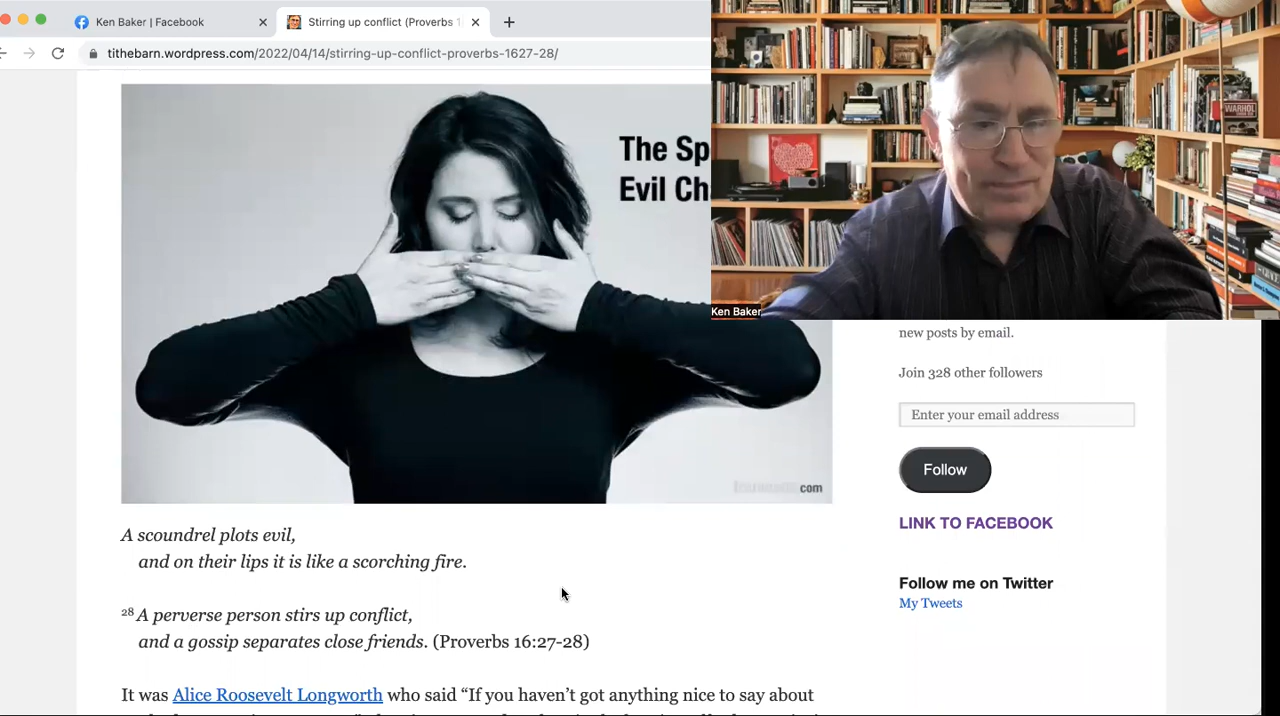 Ken Baker | Facebook
Stirring up conflict (Proverbs 1
tithebarn.wordpress.com/2022/04/14/stirring-up-conflict-proverbs-1627-28/
The Sp
Evil Ch
WARHOL
Ken Baker
.com
new posts by email.
Join 328 other followers
Enter your email address
Follow
LINK TO FACEBOOK
Follow me on Twitter
My Tweets
A scoundrel plots evil,
and on their lips it is like a scorching fire.
28 A perverse person stirs up conflict,
and a gossip separates close friends. (Proverbs 16:27-28)
It was Alice Roosevelt Longworth who said “If you haven’t got anything nice to say about